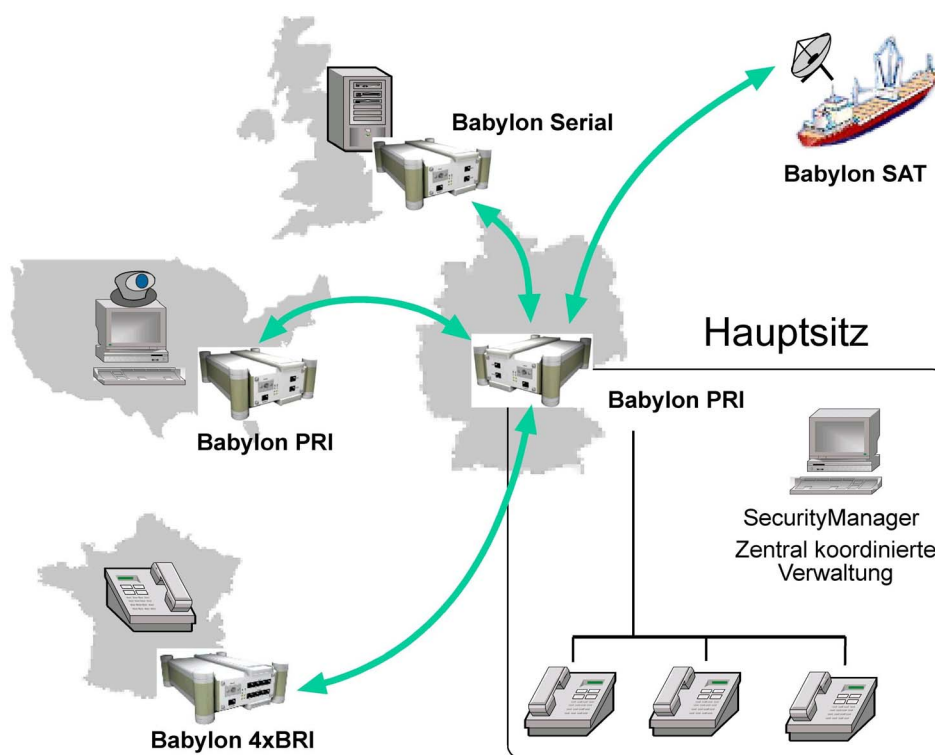 Babylon Serial
Babylon SAT
Hauptsitz
Babylon PRI
Babylon PRI
SecurityManager
Zentral koordinierte
Verwaltung
Babylon 4xBRI